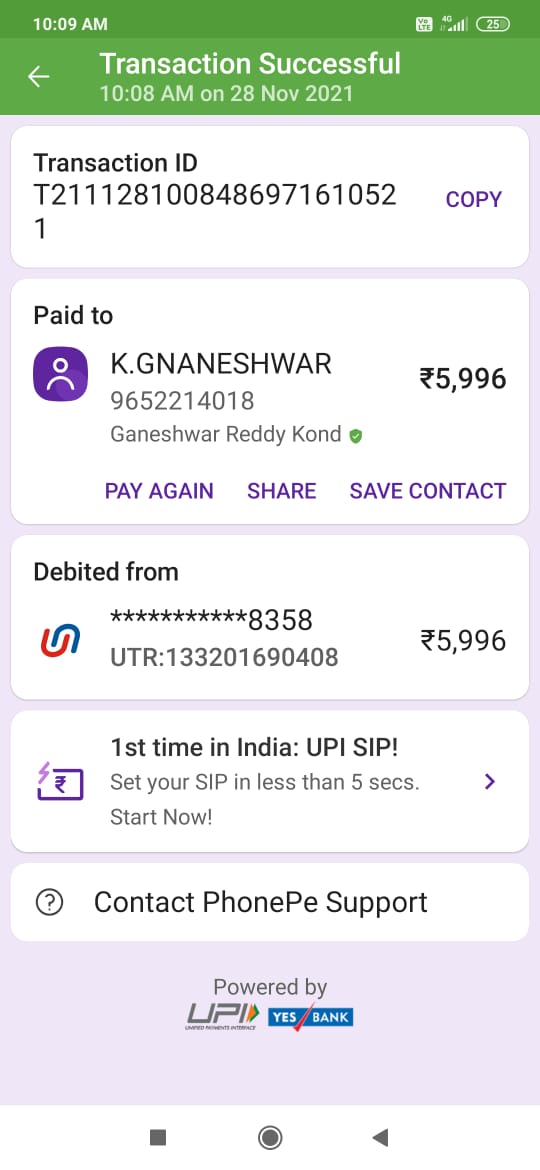 10:09 AM
Vo LTE 4G 25
Transaction Successful
10:08 AM on 28 Nov 2021
Transaction ID
T21112810084869716105​2
1
COPY
Paid to
K.GNANESHWAR
₹5,996
9652214018
Ganeshwar Reddy Kond
PAY AGAIN SHARE SAVE CONTACT
Debited from
***********8358
₹5,996
UTR:133201690408
1st time in India: UPI SIP!
Set your SIP in less than 5 secs.
Start Now!
Contact PhonePe Support
Powered by
UPI YES BANK
UNIFIED PAYMENTS INTERFACE